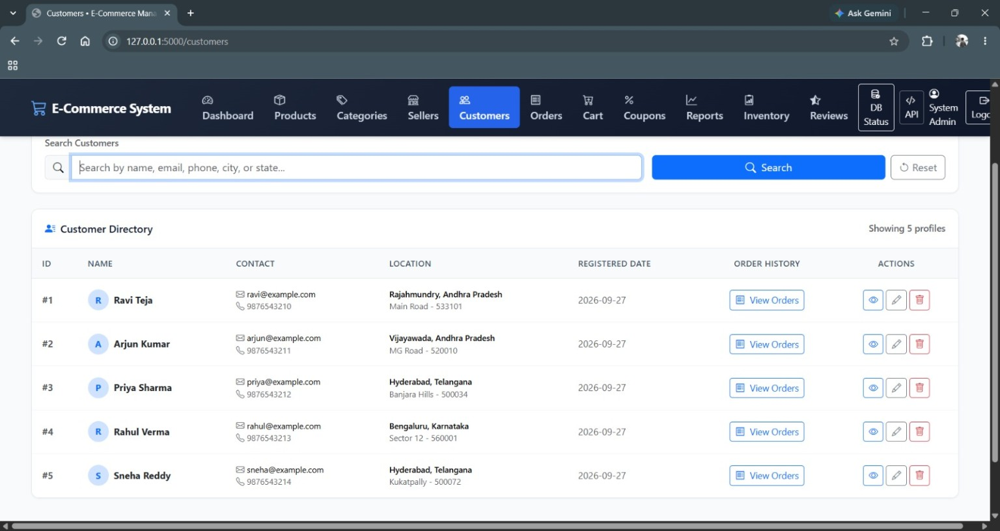 Customers • E-Commerce Mana
Ask Gemini
127.0.0.1:5000/customers
E-Commerce System
Dashboard
Products
Categories
Sellers
Customers
Orders
Cart
Coupons
Reports
Inventory
Reviews
DB
Status
API
System
Admin
Logo
Search Customers
Search by name, email, phone, city, or state...
Search
Reset
Customer Directory
Showing 5 profiles
ID NAME CONTACT LOCATION REGISTERED DATE ORDER HISTORY ACTIONS
#1 R Ravi Teja ravi@example.com Rajahmundry, Andhra Pradesh 2026-09-27 View Orders
9876543210 Main Road - 533101
#2 A Arjun Kumar arjun@example.com Vijayawada, Andhra Pradesh 2026-09-27 View Orders
9876543211 MG Road - 520010
#3 P Priya Sharma priya@example.com Hyderabad, Telangana 2026-09-27 View Orders
9876543212 Banjara Hills - 500034
#4 R Rahul Verma rahul@example.com Bengaluru, Karnataka 2026-09-27 View Orders
9876543213 Sector 12 - 560001
#5 S Sneha Reddy sneha@example.com Hyderabad, Telangana 2026-09-27 View Orders
9876543214 Kukatpally - 500072